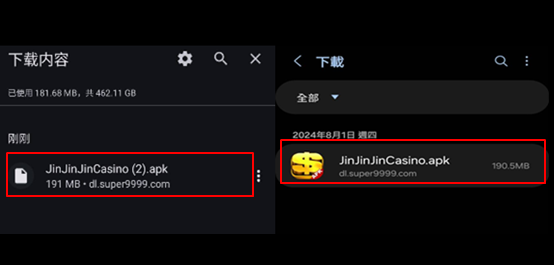 下载内容
已使用 181.68 MB，共 462.11 GB
刚刚
JinJinJinCasino (2).apk
191 MB • dl.super9999.com
下載
全部
2024年8月1日 週四
JinJinJinCasino.apk
dl.super9999.com
190.5MB